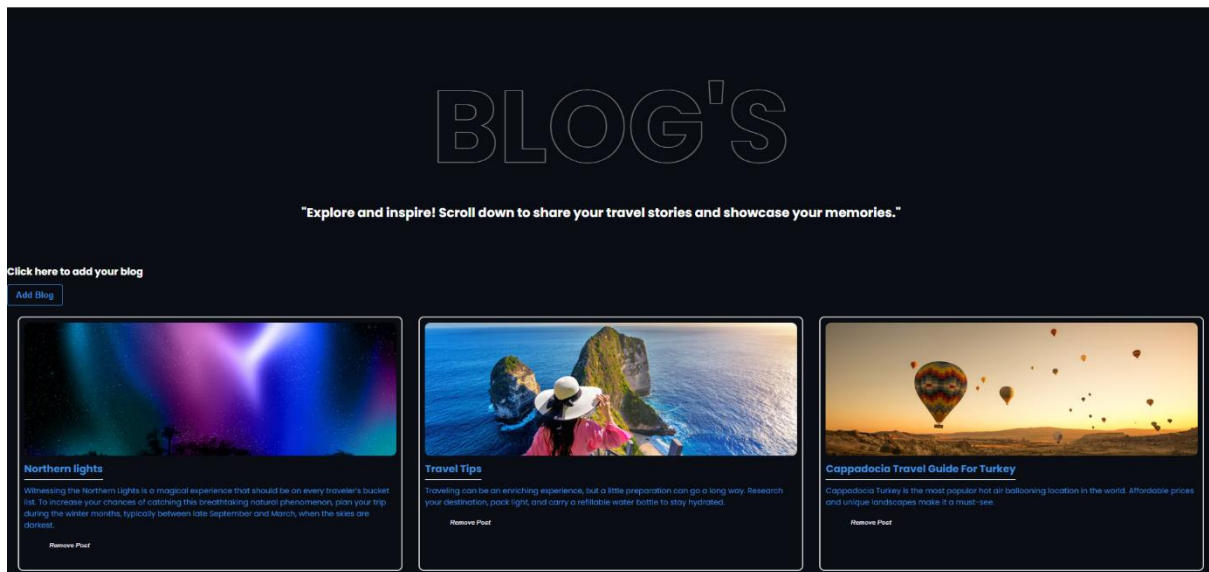 BLOG'S
"Explore and inspire! Scroll down to share your travel stories and showcase your memories."
Click here to add your blog
Add Blog
Northern lights
Witnessing the Northern Lights is a magical experience that should be on every traveler's bucket
list. To increase your chances of catching this breathtaking natural phenomenon, plan your trip
during the winter months, typically between late September and March, when the skies are
darkest.
Remove Post
Travel Tips
Traveling can be an enriching experience, but a little preparation can go a long way. Research
your destination, pack light, and carry a refillable water bottle to stay hydrated.
Remove Post
Cappadocia Travel Guide For Turkey
Cappadocia Turkey is the most popular hot air ballooning location in the world. Affordable prices
and unique landscapes make it a must-see.
Remove Post